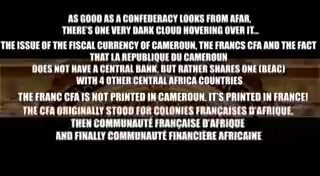 AS GOOD AS A CONFEDERACY LOOKS FROM AFAR,
THERE'S ONE VERY DARK CLOUD HOVERING OVER IT...
THE ISSUE OF THE FISCAL CURRENCY OF CAMEROUN, THE FRANCS CFA AND THE FACT
THAT LA REPUBLIQUE DU CAMEROUN
DOES NOT HAVE A CENTRAL BANK, BUT RATHER SHARES ONE (BEAC)
WITH 4 OTHER CENTRAL AFRICA COUNTRIES
THE FRANC CFA IS NOT PRINTED IN CAMEROUN. IT'S PRINTED IN FRANCE!
THE CFA ORIGINALLY STOOD FOR COLONIES FRANÇAISES D'AFRIQUE.
THEN COMMUNAUTÉ FRANÇAISE D'AFRIQUE
AND FINALLY COMMUNAUTÉ FINANCIÈRE AFRICAINE